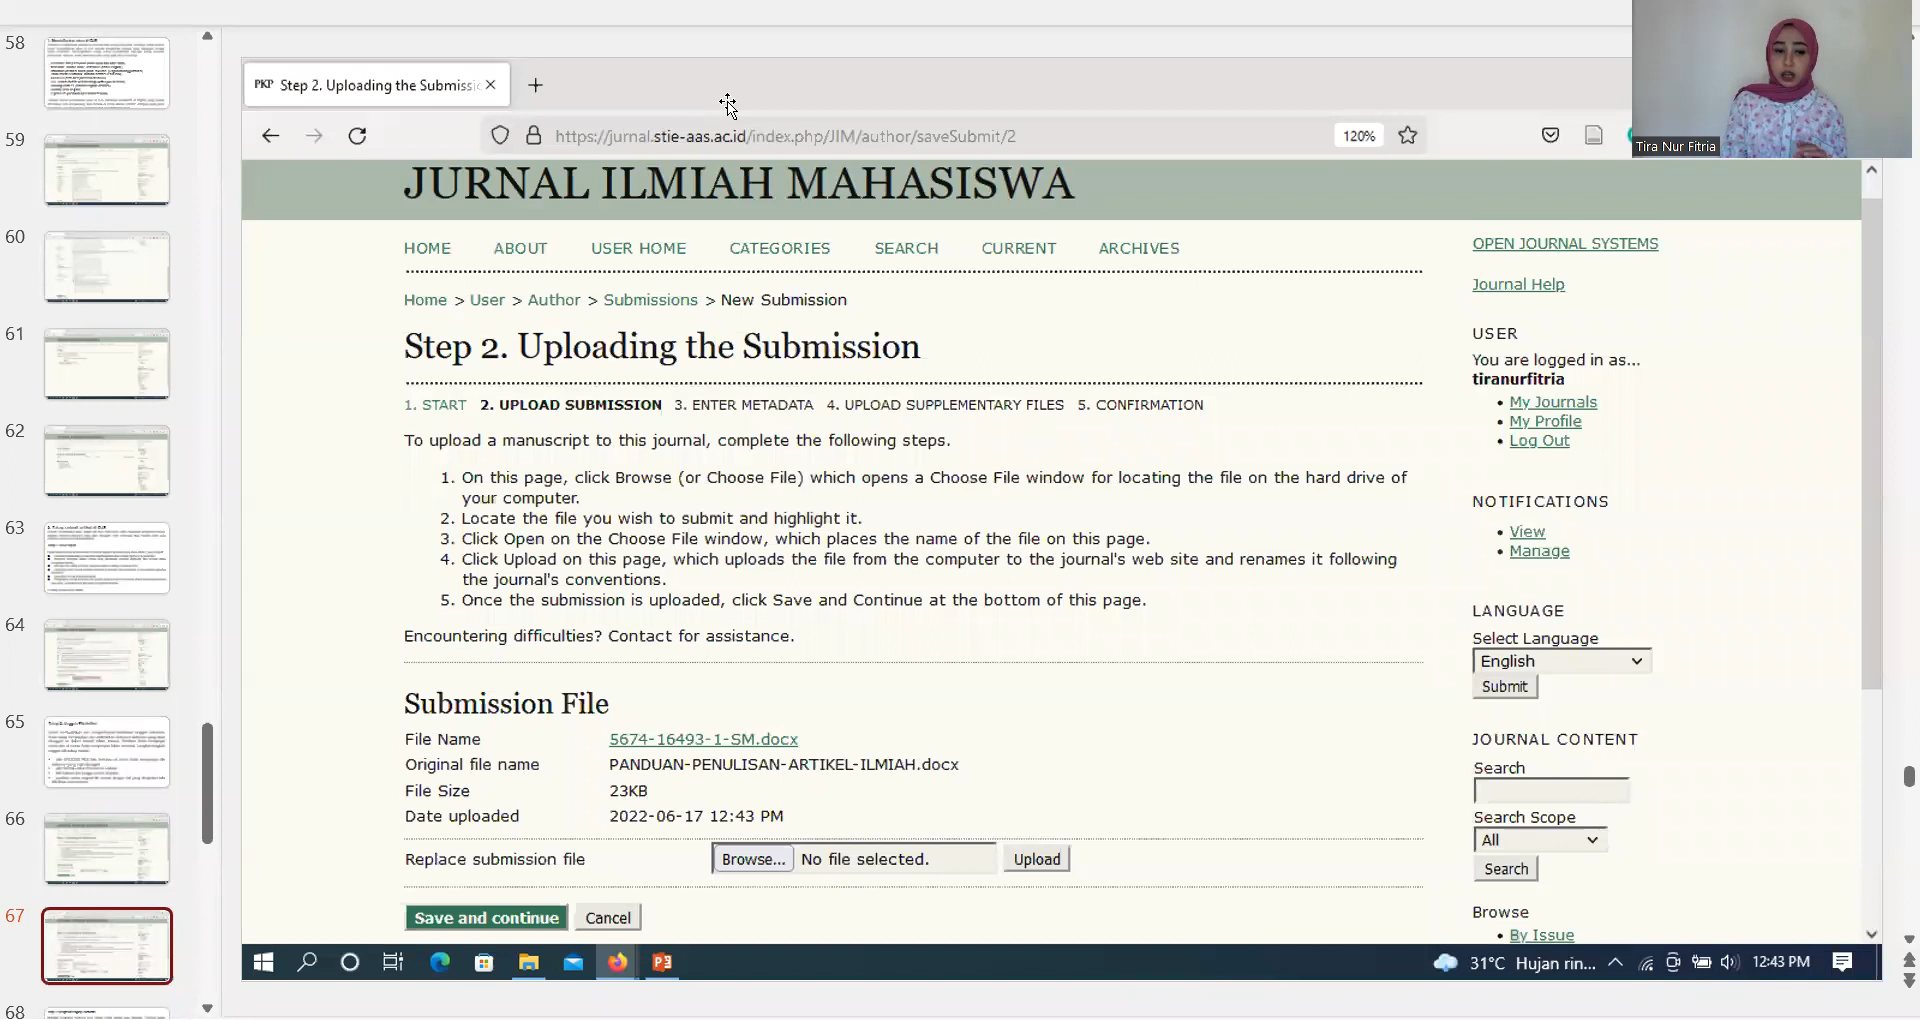 58
59
60
61
62
63
64
65
66
67
68
PKP Step 2. Uploading the Submissi
https://jurnal.stie-aas.ac.id/index.php/JIM/author/saveSubmit/2
120%
Tira Nur Fitria
JURNAL ILMIAH MAHASISWA
HOME ABOUT USER HOME CATEGORIES SEARCH CURRENT ARCHIVES
Home > User > Author > Submissions > New Submission
Step 2. Uploading the Submission
1. START 2. UPLOAD SUBMISSION 3. ENTER METADATA 4. UPLOAD SUPPLEMENTARY FILES 5. CONFIRMATION
To upload a manuscript to this journal, complete the following steps.
1. On this page, click Browse (or Choose File) which opens a Choose File window for locating the file on the hard drive of
your computer.
2. Locate the file you wish to submit and highlight it.
3. Click Open on the Choose File window, which places the name of the file on this page.
4. Click Upload on this page, which uploads the file from the computer to the journal's web site and renames it following
the journal's conventions.
5. Once the submission is uploaded, click Save and Continue at the bottom of this page.
Encountering difficulties? Contact for assistance.
Submission File
File Name 5674-16493-1-SM.docx
Original file name PANDUAN-PENULISAN-ARTIKEL-ILMIAH.docx
File Size 23KB
Date uploaded 2022-06-17 12:43 PM
Replace submission file Browse... No file selected. Upload
Save and continue Cancel
OPEN JOURNAL SYSTEMS
Journal Help
USER
You are logged in as...
tiranurfitria
• My Journals
• My Profile
• Log Out
NOTIFICATIONS
• View
• Manage
LANGUAGE
Select Language
English
Submit
JOURNAL CONTENT
Search
Search Scope
All
Search
Browse
• By Issue
31°C Hujan rin... 12:43 PM